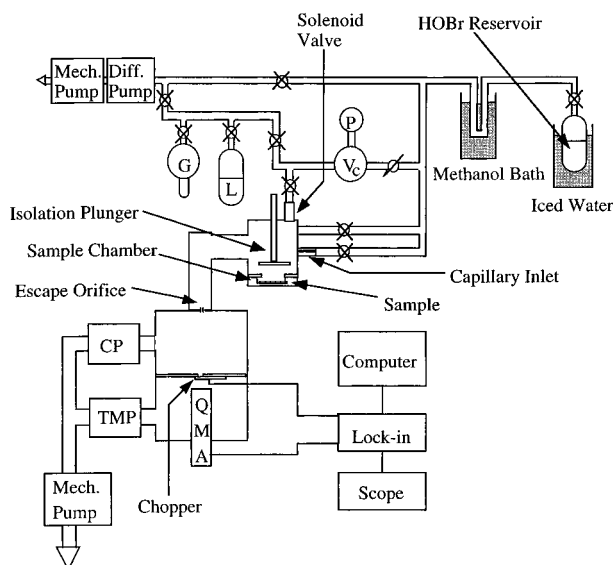 Solenoid
Valve
HOBr Reservoir
Mech.
Pump
Diff.
Pump
P
G
L
VC
Methanol Bath
Iced Water
Isolation Plunger
Sample Chamber
Escape Orifice
Capillary Inlet
Sample
CP
Computer
TMP
Q
M
A
Lock-in
Mech.
Pump
Chopper
Scope